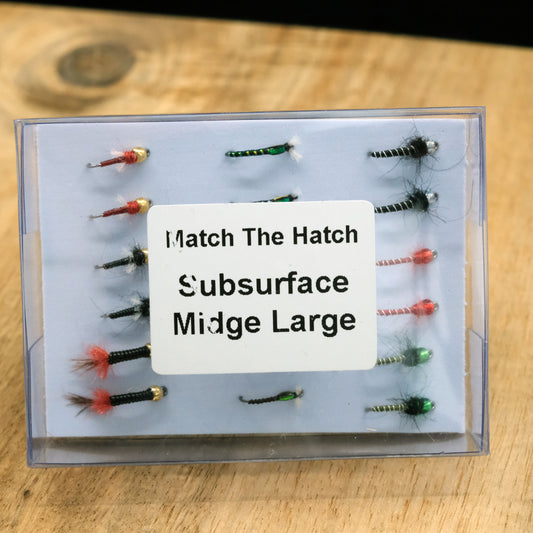 Match The Hatch
Subsurface
Midge Large